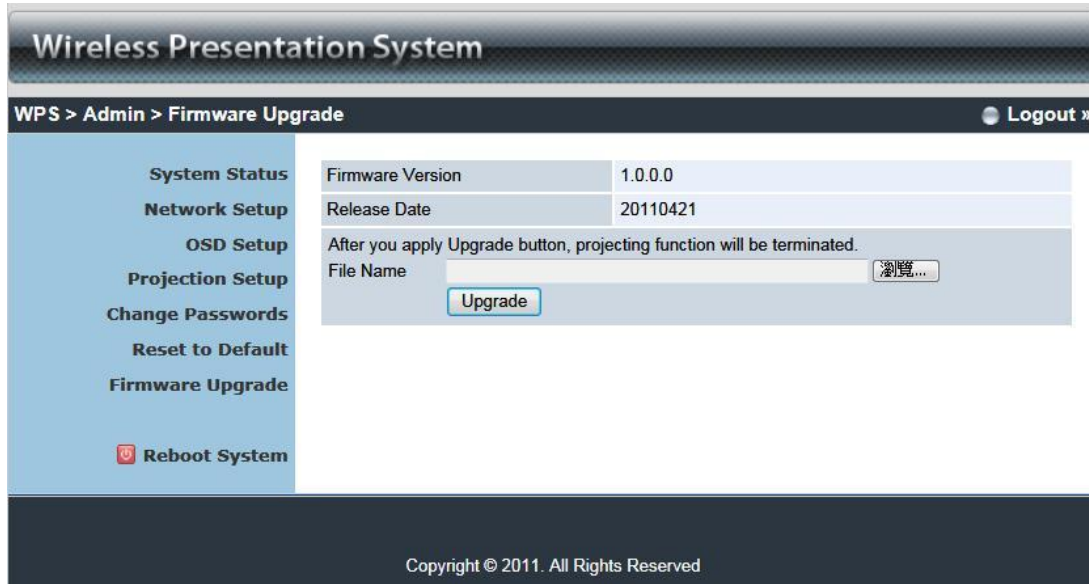 Wireless Presentation System
WPS > Admin > Firmware Upgrade
Logout »
System Status
Network Setup
OSD Setup
Projection Setup
Change Passwords
Reset to Default
Firmware Upgrade
Reboot System
Firmware Version 1.0.0.0
Release Date 20110421
After you apply Upgrade button, projecting function will be terminated.
File Name 瀏覽...
Upgrade
Copyright © 2011. All Rights Reserved